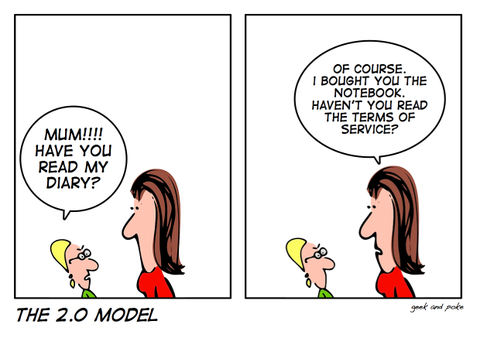 MUM!!!!
HAVE YOU
READ MY
DIARY?
OF COURSE.
I BOUGHT YOU THE
NOTEBOOK.
HAVEN'T YOU READ
THE TERMS OF
SERVICE?
THE 2.0 MODEL
geek and poke